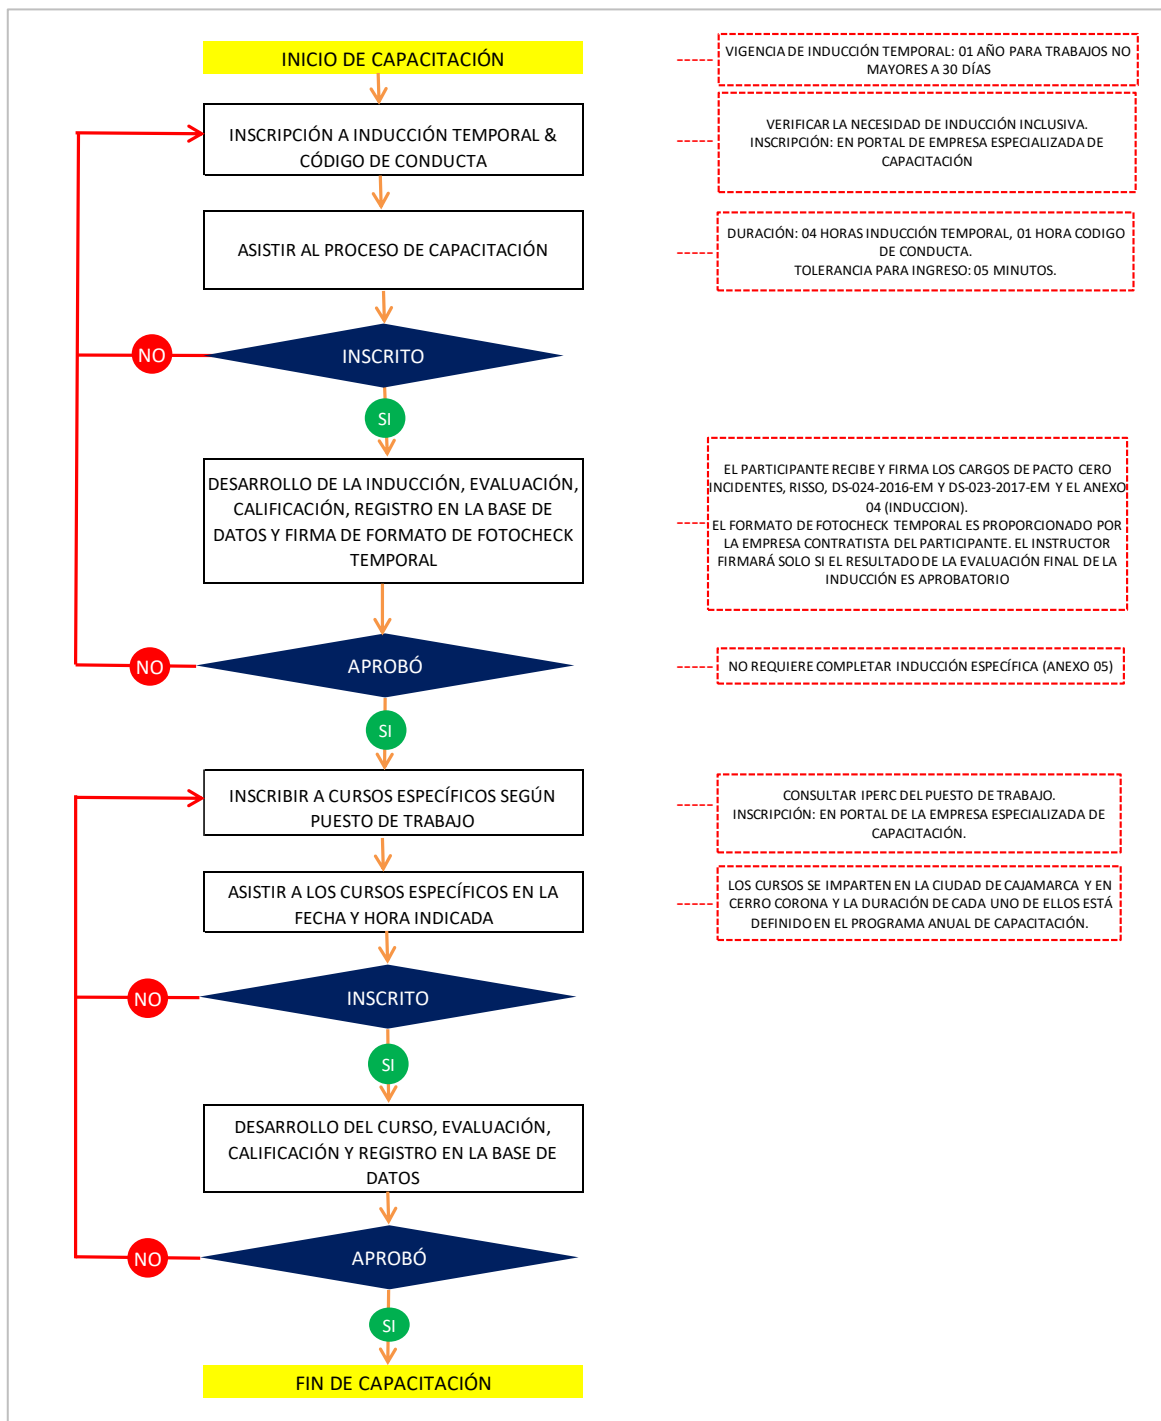 INICIO DE CAPACITACIÓN
VIGENCIA DE INDUCCIÓN TEMPORAL: 01 AÑO PARA TRABAJOS NO
MAYORES A 30 DÍAS
INSCRIPCIÓN A INDUCCIÓN TEMPORAL &
CÓDIGO DE CONDUCTA
VERIFICAR LA NECESIDAD DE INDUCCIÓN INCLUSIVA.
INSCRIPCIÓN: EN PORTAL DE EMPRESA ESPECIALIZADA DE
CAPACITACIÓN
ASISTIR AL PROCESO DE CAPACITACIÓN
DURACIÓN: 04 HORAS INDUCCIÓN TEMPORAL, 01 HORA CODIGO
DE CONDUCTA.
TOLERANCIA PARA INGRESO: 05 MINUTOS.
NO
INSCRITO
SI
DESARROLLO DE LA INDUCCIÓN, EVALUACIÓN,
CALIFICACIÓN, REGISTRO EN LA BASE DE
DATOS Y FIRMA DE FORMATO DE FOTOCHECK
TEMPORAL
EL PARTICIPANTE RECIBE Y FIRMA LOS CARGOS DE PACTO CERO
INCIDENTES, RISSO, DS-024-2016-EM Y DS-023-2017-EM Y EL ANEXO
04 (INDUCCION).
EL FORMATO DE FOTOCHECK TEMPORAL ES PROPORCIONADO POR
LA EMPRESA CONTRATISTA DEL PARTICIPANTE. EL INSTRUCTOR
FIRMARÁ SOLO SI EL RESULTADO DE LA EVALUACIÓN FINAL DE LA
INDUCCIÓN ES APROBATORIO
NO
APROBÓ
NO REQUIERE COMPLETAR INDUCCIÓN ESPECÍFICA (ANEXO 05)
SI
INSCRIBIR A CURSOS ESPECÍFICOS SEGÚN
PUESTO DE TRABAJO
CONSULTAR IPERC DEL PUESTO DE TRABAJO.
INSCRIPCIÓN: EN PORTAL DE LA EMPRESA ESPECIALIZADA DE
CAPACITACIÓN.
ASISTIR A LOS CURSOS ESPECÍFICOS EN LA
FECHA Y HORA INDICADA
LOS CURSOS SE IMPARTEN EN LA CIUDAD DE CAJAMARCA Y EN
CERRO CORONA Y LA DURACIÓN DE CADA UNO DE ELLOS ESTÁ
DEFINIDO EN EL PROGRAMA ANUAL DE CAPACITACIÓN.
NO
INSCRITO
SI
DESARROLLO DEL CURSO, EVALUACIÓN,
CALIFICACIÓN Y REGISTRO EN LA BASE DE
DATOS
NO
APROBÓ
SI
FIN DE CAPACITACIÓN